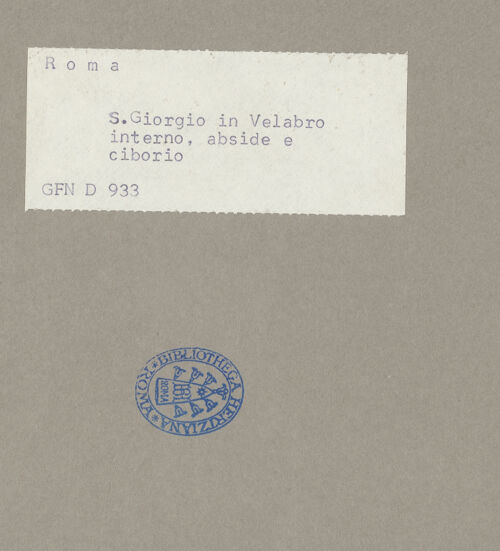 R o m a
S.Giorgio in Velabro
interno, abside e
ciborio
GFN D 933
*BIBLIOTHECA HERTZIANA*ROMA
ROMA